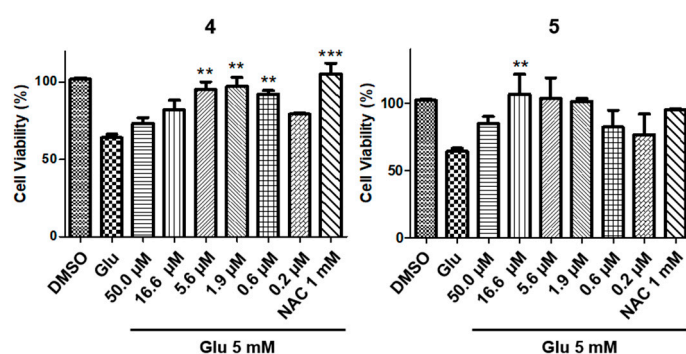 4
Cell Viability (%)
100
50
0
** ** ** ***
DMSO
Glu
50.0 µM
16.6 µM
5.6 µM
1.9 µM
0.6 µM
0.2 µM
NAC 1 mM
Glu 5 mM
5
Cell Viability (%)
100
50
0
**
DMSO
Glu
50.0 µM
16.6 µM
5.6 µM
1.9 µM
0.6 µM
0.2 µM
NAC 1 mM
Glu 5 mM